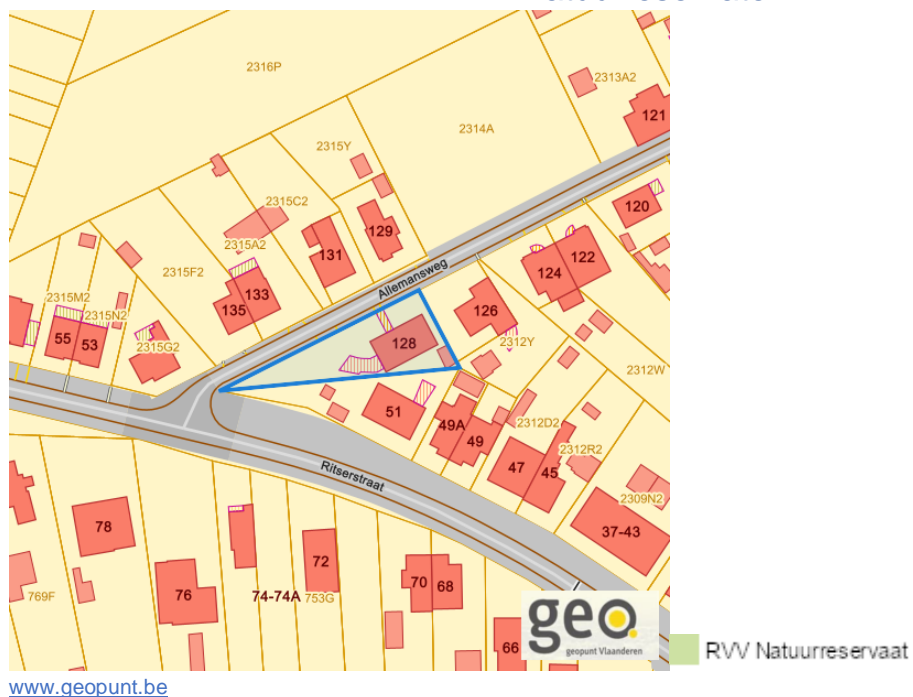 2316P
2313A2
121
2314A
2315Y
120
2315C2
129
2315A2
131
122
124
2315F2
Allemansweg
133
135
126
2315M2
2315N2
55
53
2315G2
128
2312Y
2312W
51
49A
49
2312D2
2312R2
47
45
Ritserstraat
2309N2
37-43
78
72
76
74-74A
753G
70
68
769F
66
geo
geopunt Vlaanderen
RVV Natuurreservaat
www.geopunt.be